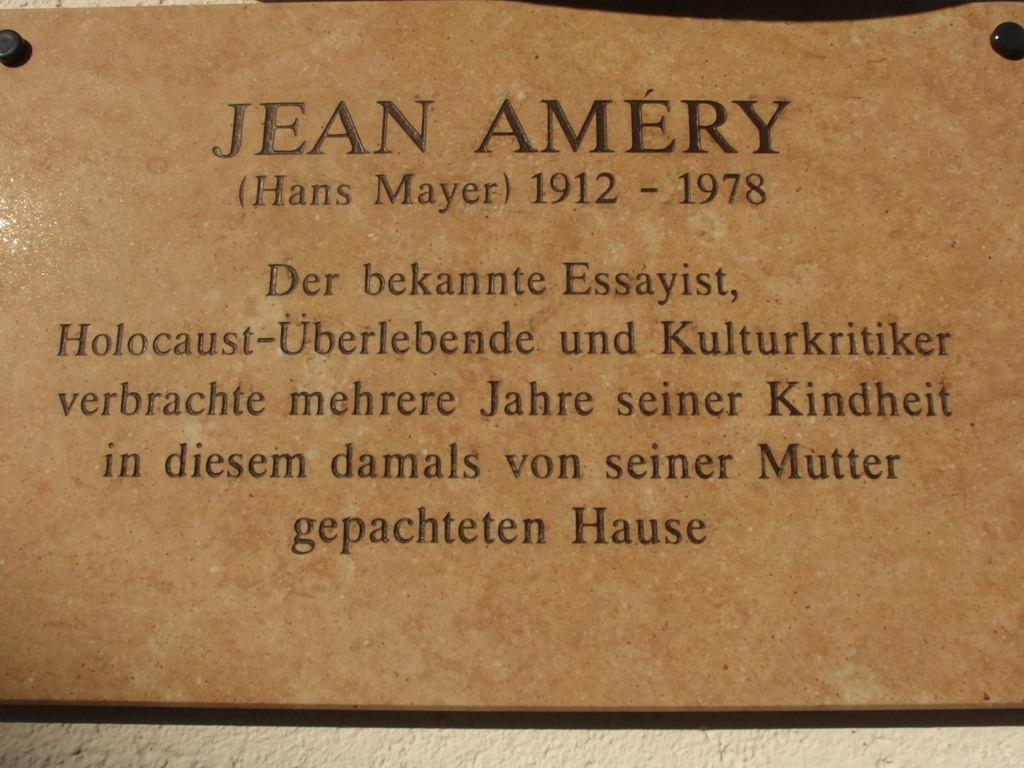 JEAN AMÉRY
(Hans Mayer) 1912 - 1978
Der bekannte Essayist,
Holocaust-Überlebende und Kulturkritiker
verbrachte mehrere Jahre seiner Kindheit
in diesem damals von seiner Mutter
gepachteten Hause